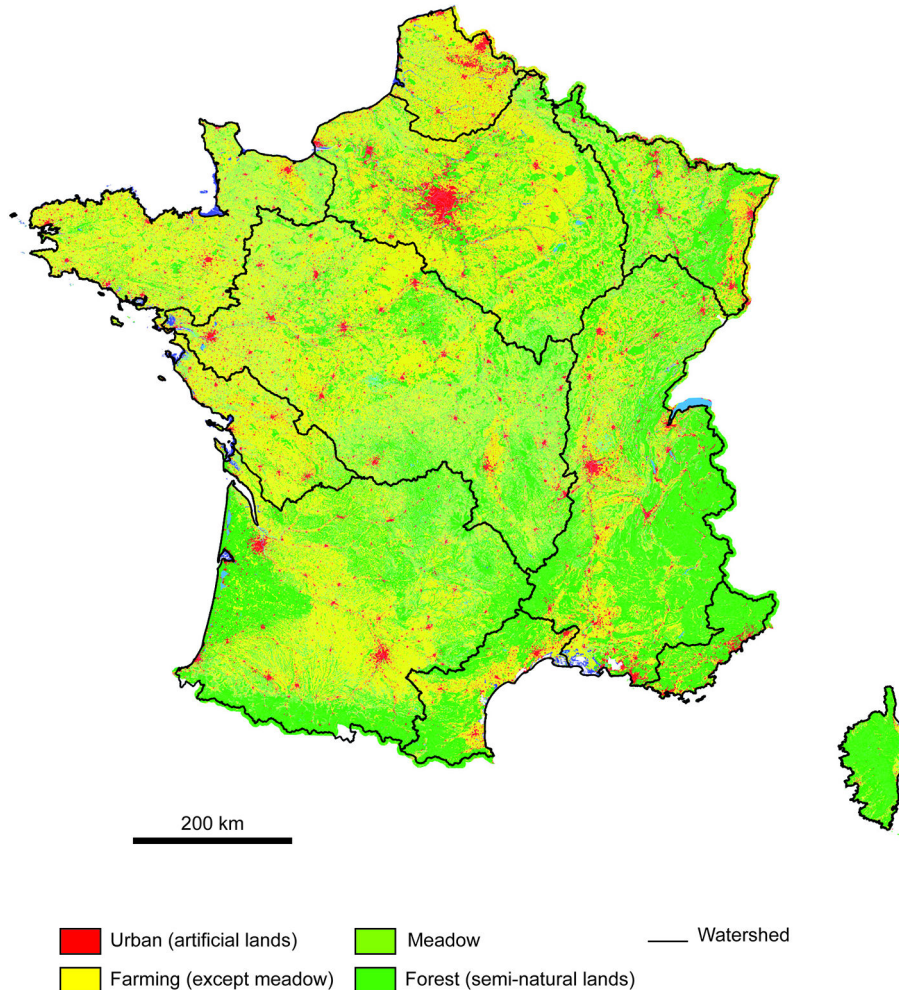 200 km
Urban (artificial lands)
Meadow
Watershed
Farming (except meadow)
Forest (semi-natural lands)